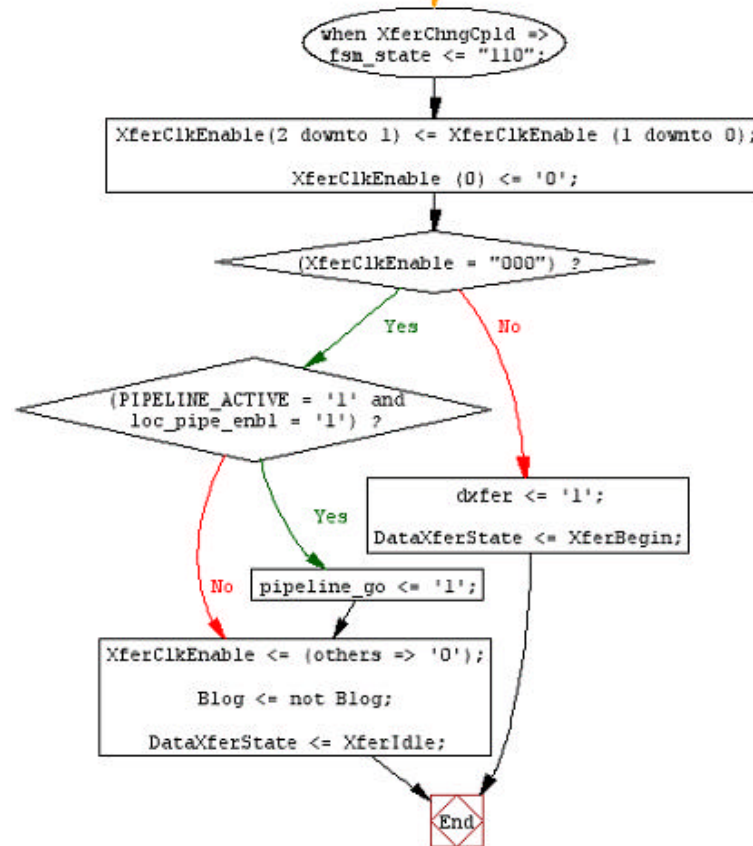 when XferChngCpld =>
fsm_state <= "110";
XferClkEnable(2 downto 1) <= XferClkEnable (1 downto 0);
XferClkEnable (0) <= '0';
(XferClkEnable = "000") ?
Yes
No
(PIPELINE_ACTIVE = '1' and
loc_pipe_enbl = '1') ?
dxfer <= '1';
DataXferState <= XferBegin;
Yes
No
pipeline_go <= '1';
XferClkEnable <= (others => '0');
Blog <= not Blog;
DataXferState <= XferIdle;
End